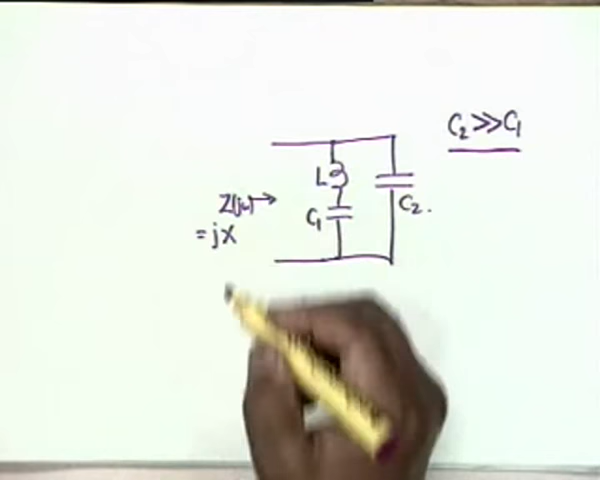 C₂ >> C₁
L
Z(jω) →
C₁
C₂.
= jX